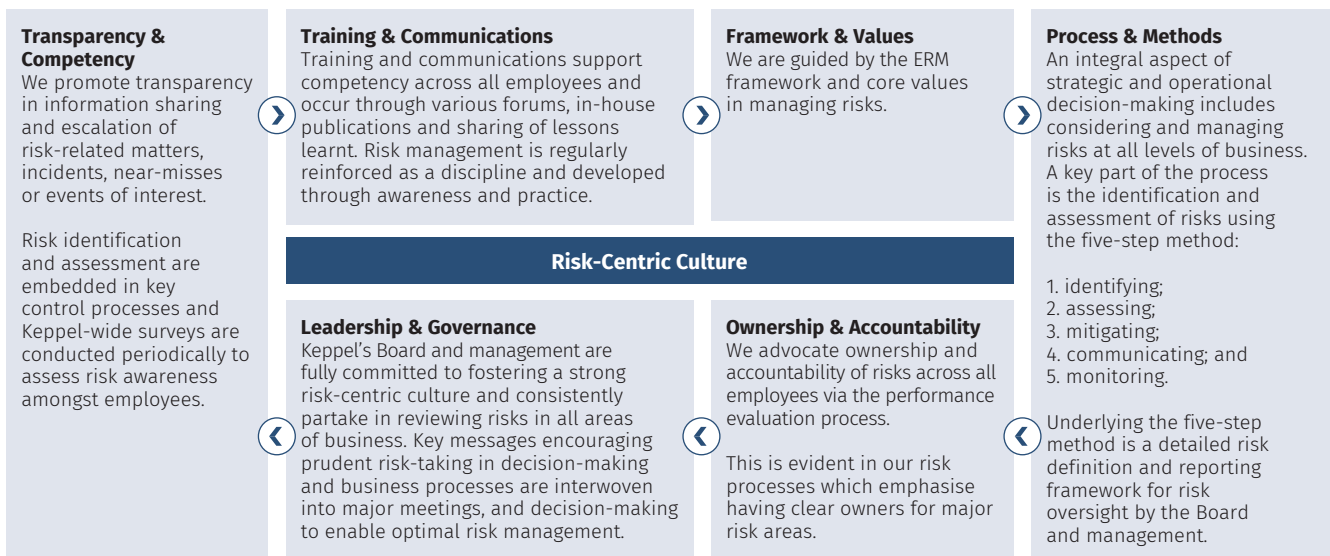 Transparency &
Competency
We promote transparency
in information sharing
and escalation of
risk-related matters,
incidents, near-misses
or events of interest.
Risk identification
and assessment are
embedded in key
control processes and
Keppel-wide surveys are
conducted periodically to
assess risk awareness
amongst employees.
Training & Communications
Training and communications support
competency across all employees and
occur through various forums, in-house
publications and sharing of lessons
learnt. Risk management is regularly
reinforced as a discipline and developed
through awareness and practice.
Framework & Values
We are guided by the ERM
framework and core values
in managing risks.
Process & Methods
An integral aspect of
strategic and operational
decision-making includes
considering and managing
risks at all levels of business.
A key part of the process
is the identification and
assessment of risks using
the five-step method:
1. identifying;
2. assessing;
3. mitigating;
4. communicating; and
5. monitoring.
Underlying the five-step
method is a detailed risk
definition and reporting
framework for risk
oversight by the Board
and management.
Risk-Centric Culture
Leadership & Governance
Keppel's Board and management are
fully committed to fostering a strong
risk-centric culture and consistently
partake in reviewing risks in all areas
of business. Key messages encouraging
prudent risk-taking in decision-making
and business processes are interwoven
into major meetings, and decision-making
to enable optimal risk management.
Ownership & Accountability
We advocate ownership and
accountability of risks across all
employees via the performance
evaluation process.
This is evident in our risk
processes which emphasise
having clear owners for major
risk areas.